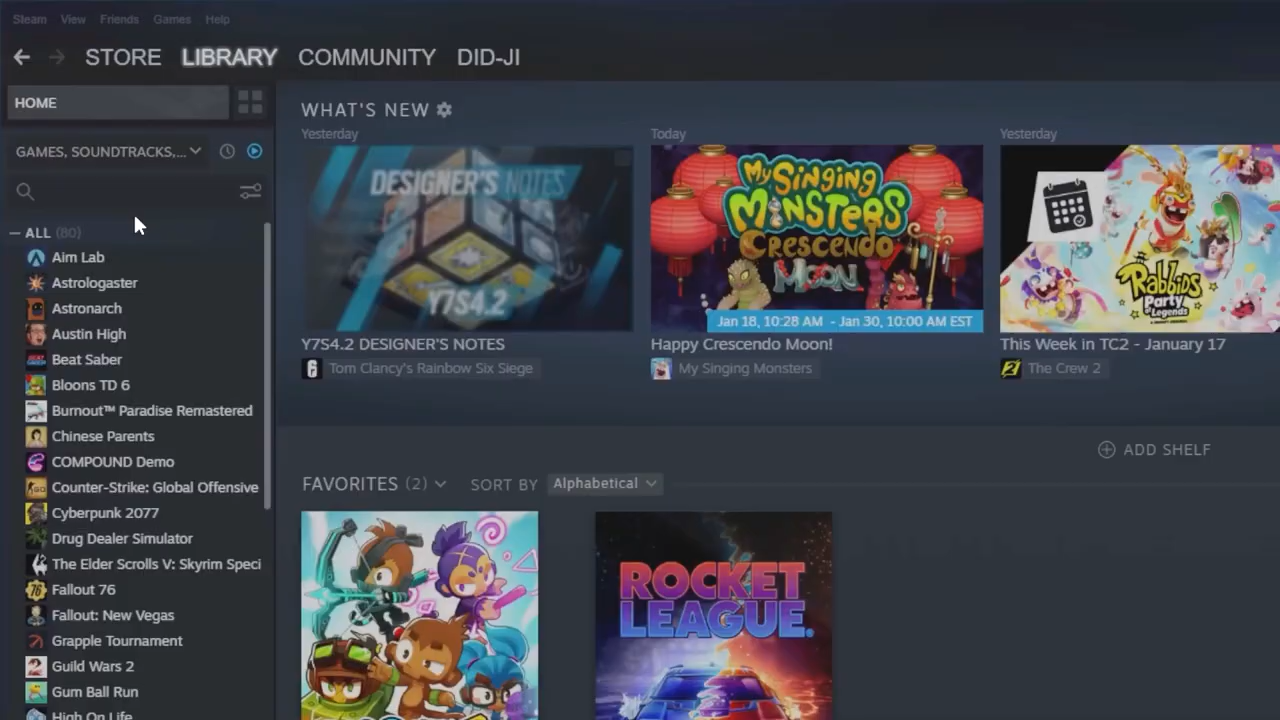 Steam View Friends Games Help
STORE LIBRARY COMMUNITY DID-JI
HOME
GAMES, SOUNDTRACKS,...
ALL (80)
Aim Lab
Astrologaster
Astronarch
Austin High
Beat Saber
Bloons TD 6
Burnout™ Paradise Remastered
Chinese Parents
COMPOUND Demo
Counter-Strike: Global Offensive
Cyberpunk 2077
Drug Dealer Simulator
The Elder Scrolls V: Skyrim Speci
Fallout 76
Fallout: New Vegas
Grapple Tournament
Guild Wars 2
Gum Ball Run
High On Life
WHAT'S NEW
Yesterday
DESIGNER'S NOTES
Y7S4.2
Y7S4.2 DESIGNER'S NOTES
Tom Clancy's Rainbow Six Siege
Today
My Singing
MONSTERS
CRESCENDO
MOON
Jan 18, 10:28 AM - Jan 30, 10:00 AM EST
Happy Crescendo Moon!
My Singing Monsters
Yesterday
Rabbids
Party
of Legends
This Week in TC2 - January 17
The Crew 2
ADD SHELF
FAVORITES (2) SORT BY Alphabetical
ROCKET
LEAGUE